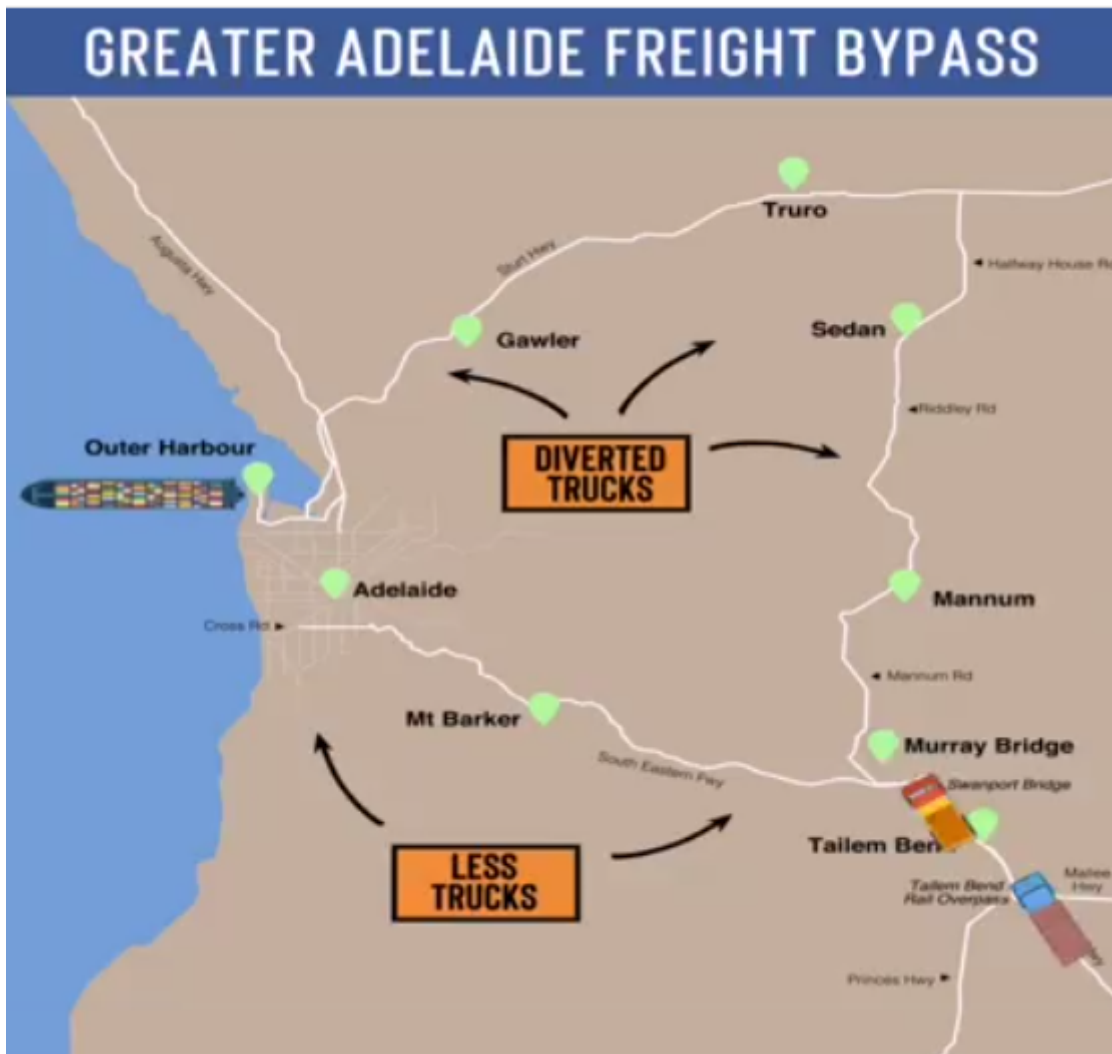 GREATER ADELAIDE FREIGHT BYPASS
Truro
Augusta Hwy
Sturt Hwy
Halfway House Rd
Gawler
Sedan
Riddley Rd
Outer Harbour
DIVERTED
TRUCKS
Adelaide
Mannum
Cross Rd
Mannum Rd
Mt Barker
Murray Bridge
South Eastern Fwy
Swanport Bridge
Tailem Ben
LESS
TRUCKS
Tailem Bend
Rail Overpass
Mallee
Hwy
Princes Hwy